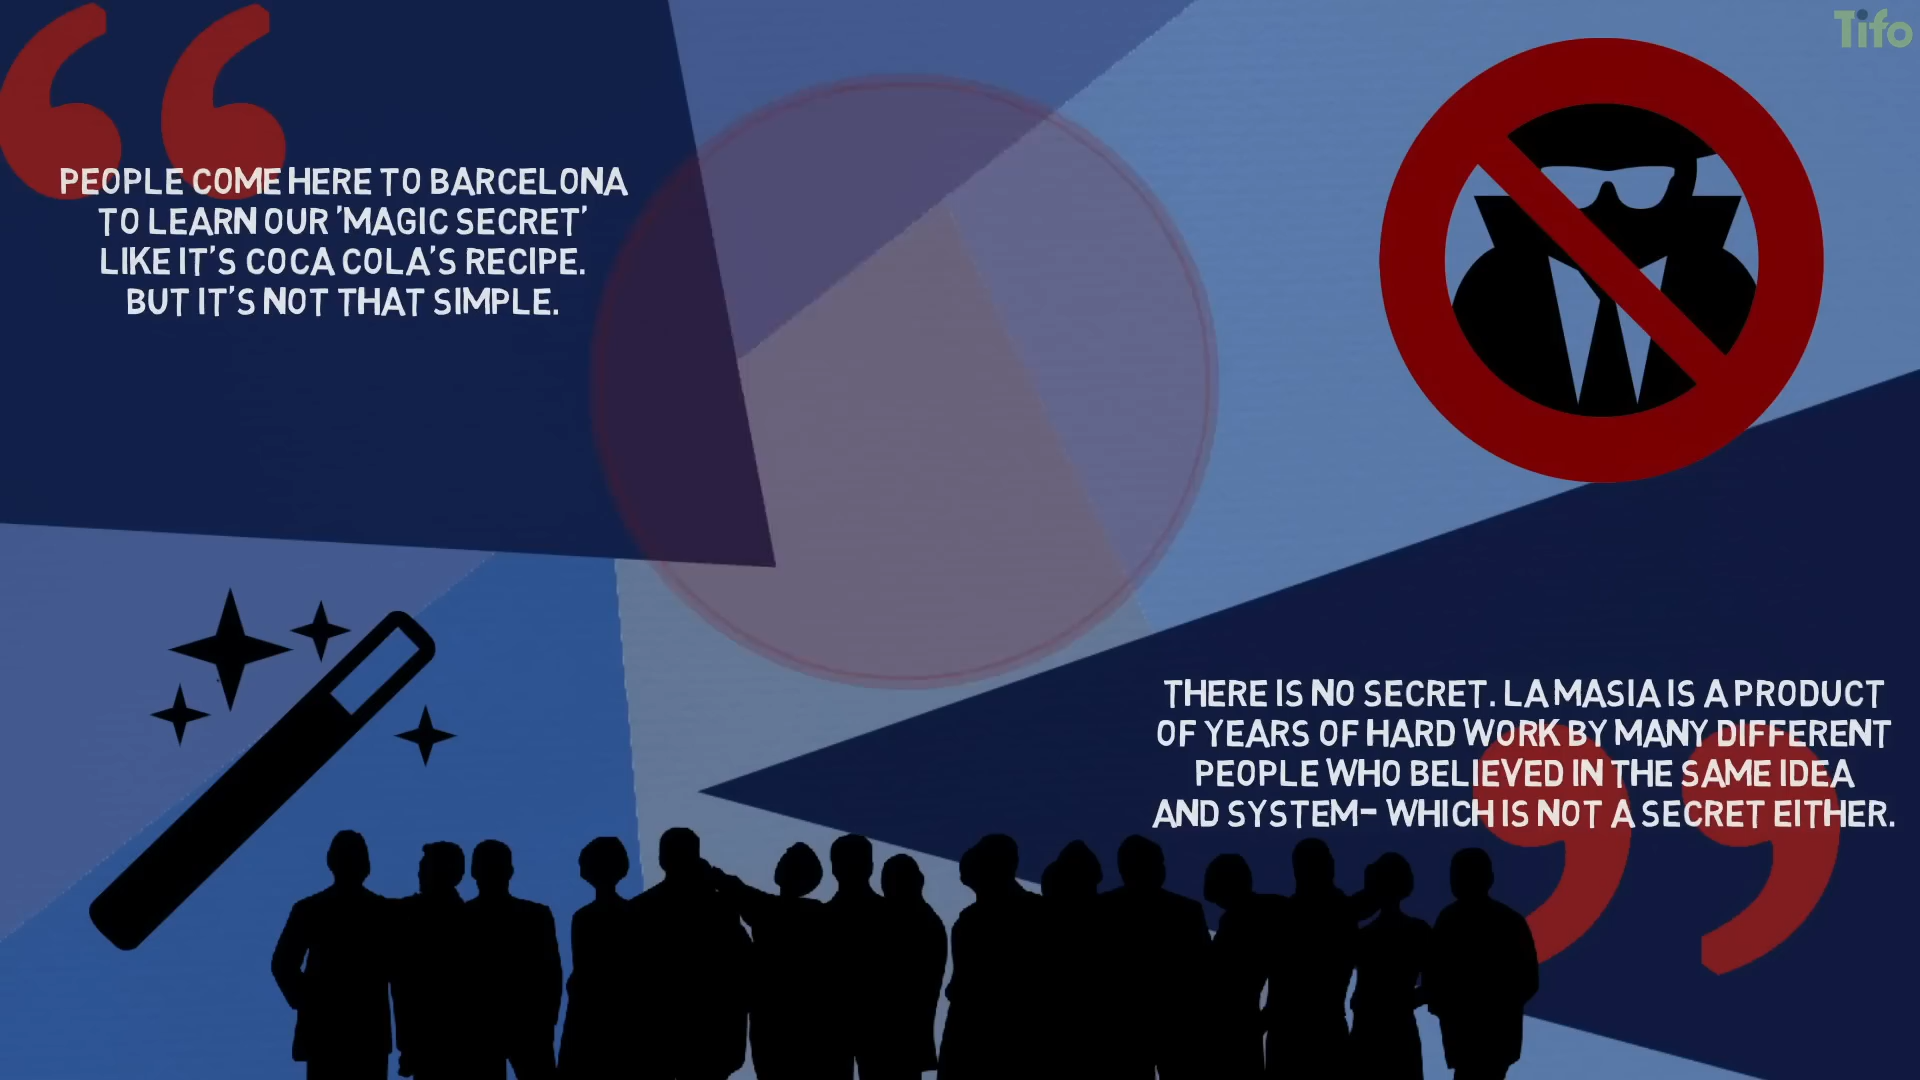 Tifo
PEOPLE COME HERE TO BARCELONA
TO LEARN OUR 'MAGIC SECRET'
LIKE IT'S COCA COLA'S RECIPE.
BUT IT'S NOT THAT SIMPLE.
THERE IS NO SECRET. LA MASIA IS A PRODUCT
OF YEARS OF HARD WORK BY MANY DIFFERENT
PEOPLE WHO BELIEVED IN THE SAME IDEA
AND SYSTEM- WHICH IS NOT A SECRET EITHER.